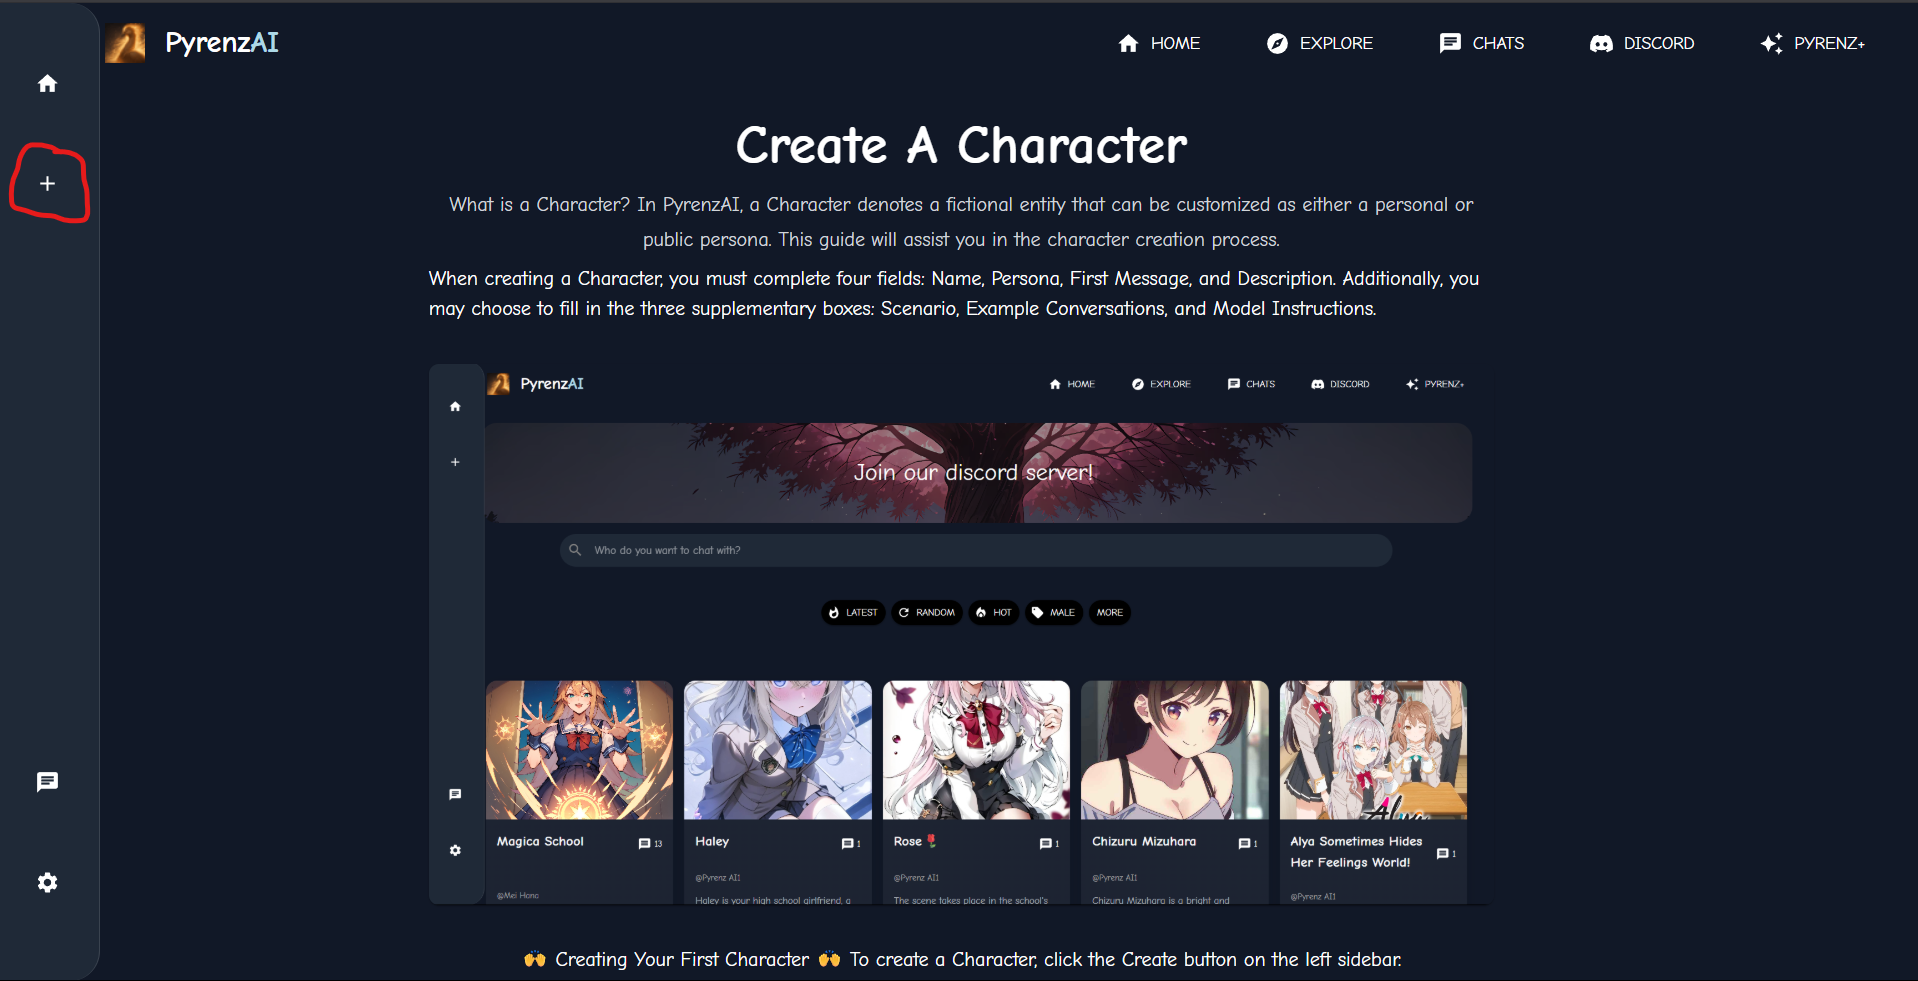 PyrenzAI
HOME
EXPLORE
CHATS
DISCORD
PYRENZ+
Create A Character
What is a Character? In PyrenzAI, a Character denotes a fictional entity that can be customized as either a personal or
public persona. This guide will assist you in the character creation process.
When creating a Character, you must complete four fields: Name, Persona, First Message, and Description. Additionally, you
may choose to fill in the three supplementary boxes: Scenario, Example Conversations, and Model Instructions.
PyrenzAI
HOME
EXPLORE
CHATS
DISCORD
PYRENZ+
Join our discord server!
Who do you want to chat with?
LATEST
RANDOM
HOT
MALE
MORE
Magica School
13
@Mei Hana
Haley
1
@Pyrenz AI1
Haley is your high school girlfriend, a
Rose
1
@Pyrenz AI1
The scene takes place in the school's
Chizuru Mizuhara
1
@Pyrenz AI1
Chizuru Mizuhara is a bright and
Alya Sometimes Hides
Her Feelings World!
1
@Pyrenz AI1
🙌 Creating Your First Character 🙌 To create a Character, click the Create button on the left sidebar.